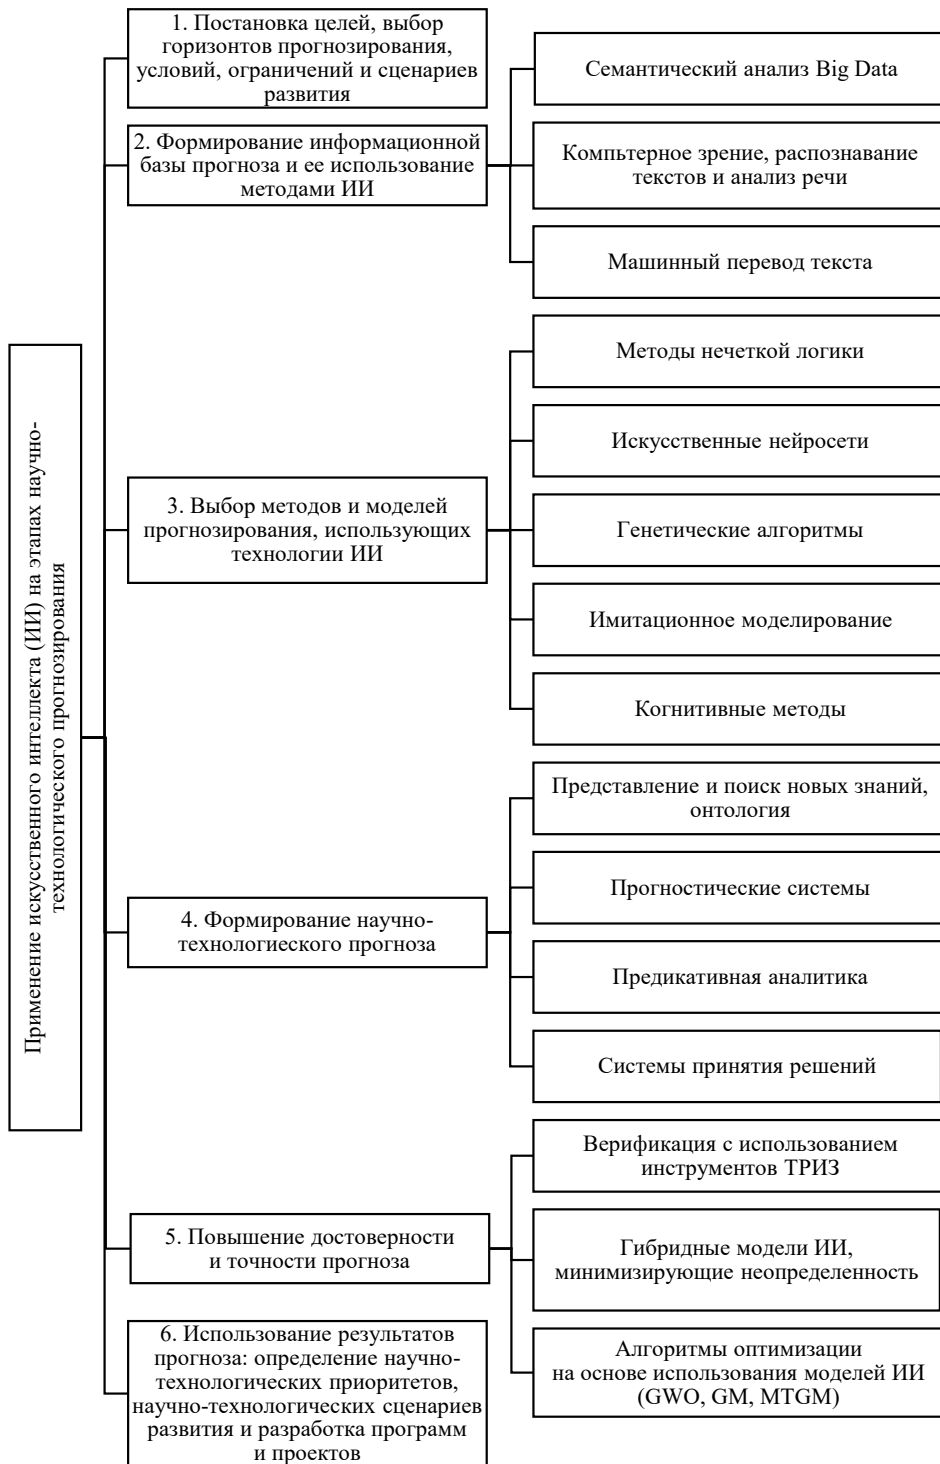 Применение искусственного интеллекта (ИИ) на этапах научно-
технологического прогнозирования
1. Постановка целей, выбор
горизонтов прогнозирования,
условий, ограничений и сценариев
развития
2. Формирование информационной
базы прогноза и ее использование
методами ИИ
Семантический анализ Big Data
Компьтерное зрение, распознавание
текстов и анализ речи
Машинный перевод текста
3. Выбор методов и моделей
прогнозирования, использующих
технологии ИИ
Методы нечеткой логики
Искусственные нейросети
Генетические алгоритмы
Имитационное моделирование
Когнитивные методы
4. Формирование научно-
технологиеского прогноза
Представление и поиск новых знаний,
онтология
Прогностические системы
Предикативная аналитика
Системы принятия решений
5. Повышение достоверности
и точности прогноза
Верификация с использованием
инструментов ТРИЗ
Гибридные модели ИИ,
минимизирующие неопределенность
Алгоритмы оптимизации
на основе использования моделей ИИ
(GWO, GM, MTGM)
6. Использование результатов
прогноза: определение научно-
технологических приоритетов,
научно-технологических сценариев
развития и разработка программ
и проектов